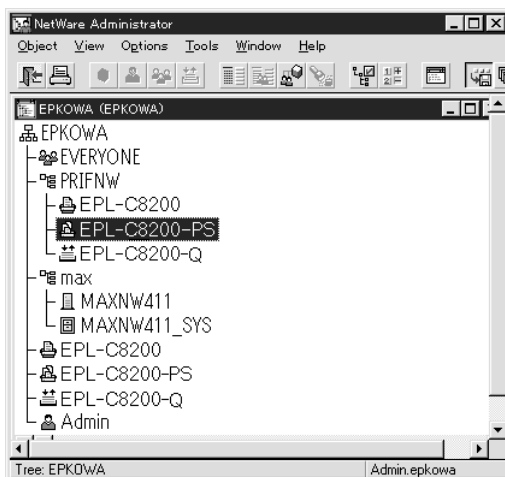 NetWare Administrator
Object View Options Tools Window Help
EPKOWA (EPKOWA)
EPKOWA
EVERYONE
PRIFNW
EPL-C8200
EPL-C8200-PS
EPL-C8200-Q
max
MAXNW411
MAXNW411_SYS
EPL-C8200
EPL-C8200-PS
EPL-C8200-Q
Admin
Tree: EPKOWA Admin.epkowa